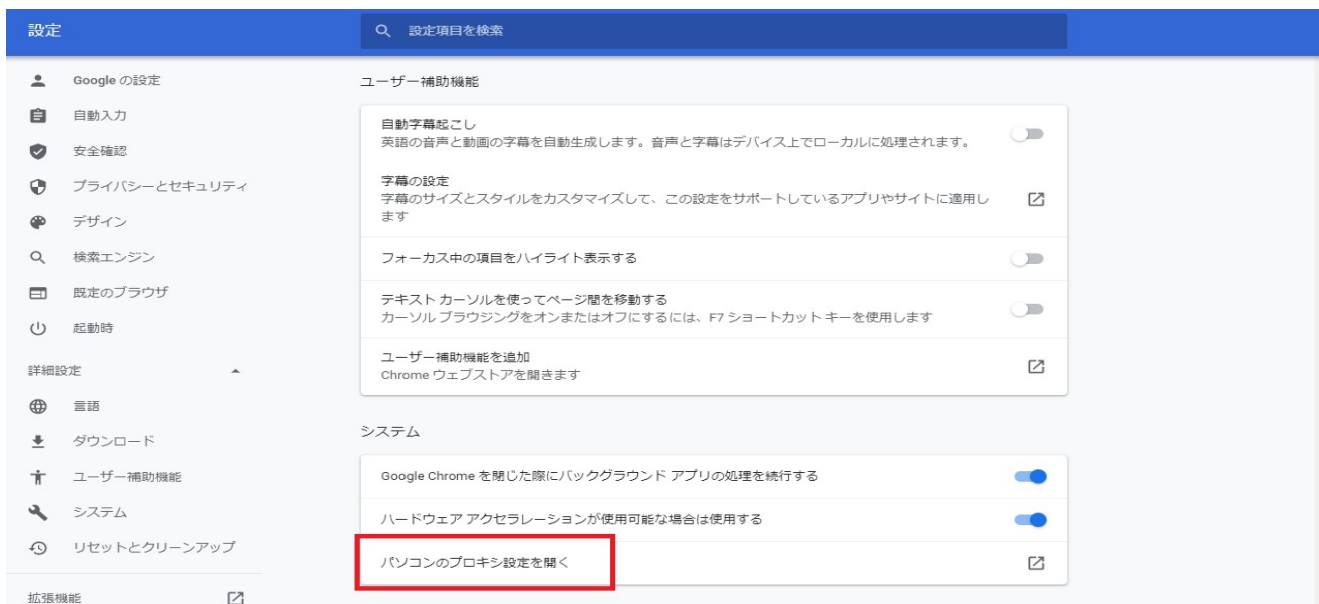 設定
設定項目を検索
Google の設定
自動入力
安全確認
プライバシーとセキュリティ
デザイン
検索エンジン
既定のブラウザ
起動時
詳細設定
言語
ダウンロード
ユーザー補助機能
システム
リセットとクリーンアップ
拡張機能
ユーザー補助機能
自動字幕起こし
英語の音声と動画の字幕を自動生成します。音声と字幕はデバイス上でローカルに処理されます。
字幕の設定
字幕のサイズとスタイルをカスタマイズして、この設定をサポートしているアプリやサイトに適用し
ます
フォーカス中の項目をハイライト表示する
テキスト カーソルを使ってページ間を移動する
カーソル ブラウジングをオンまたはオフにするには、F7 ショートカット キーを使用します
ユーザー補助機能を追加
Chrome ウェブストアを開きます
システム
Google Chrome を閉じた際にバックグラウンド アプリの処理を続行する
ハードウェア アクセラレーションが使用可能な場合は使用する
パソコンのプロキシ設定を開く